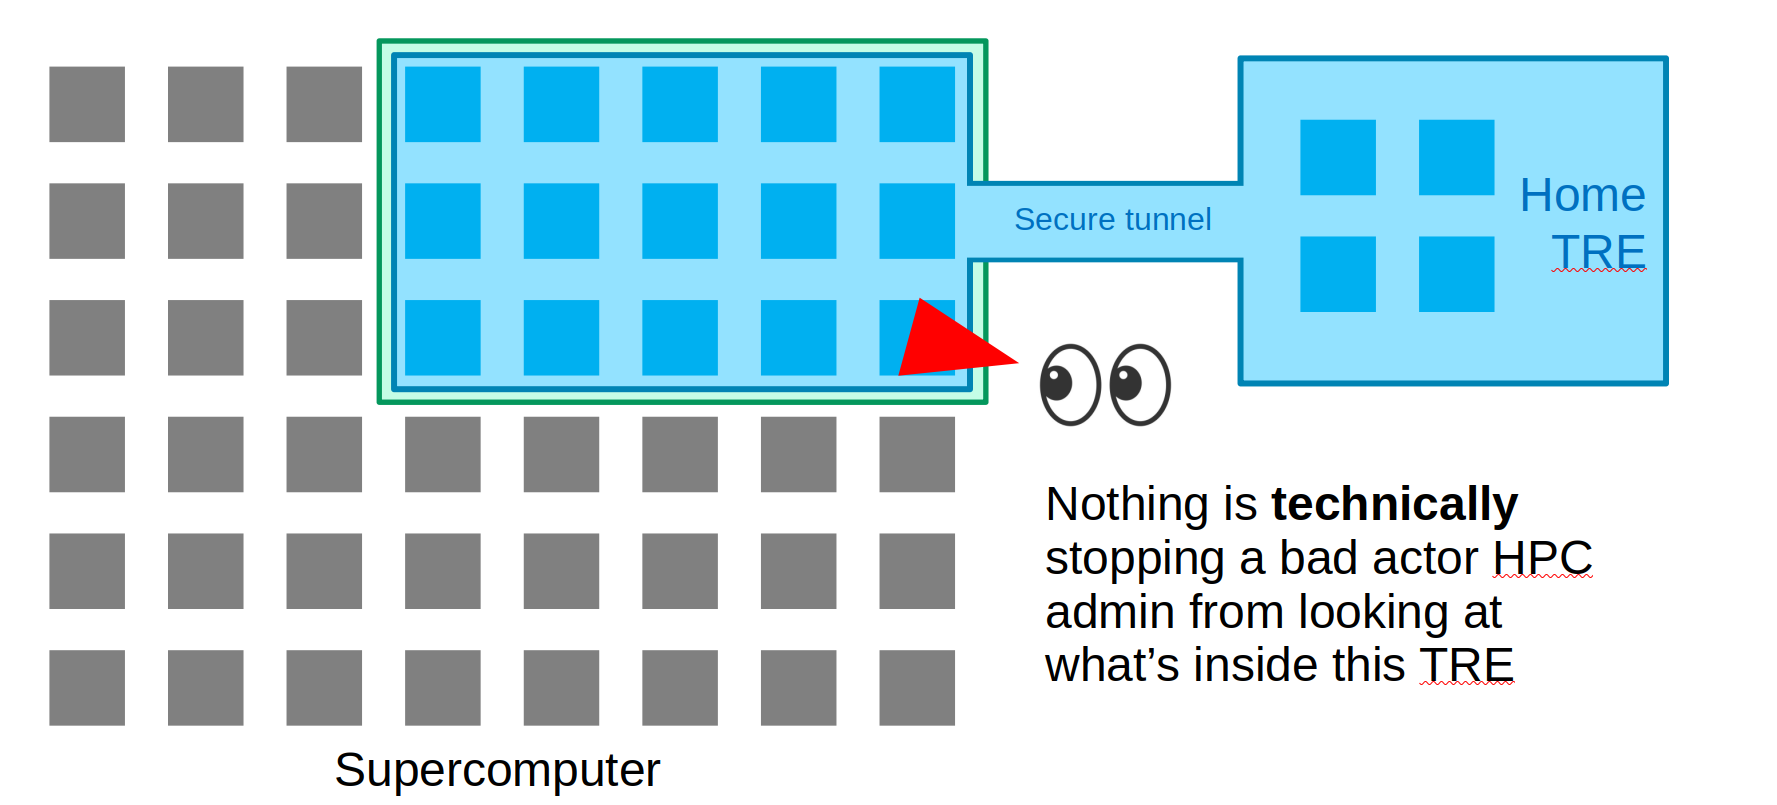 Secure tunnel
Home
TRE
Nothing is technically
stopping a bad actor HPC
admin from looking at
what’s inside this TRE
Supercomputer